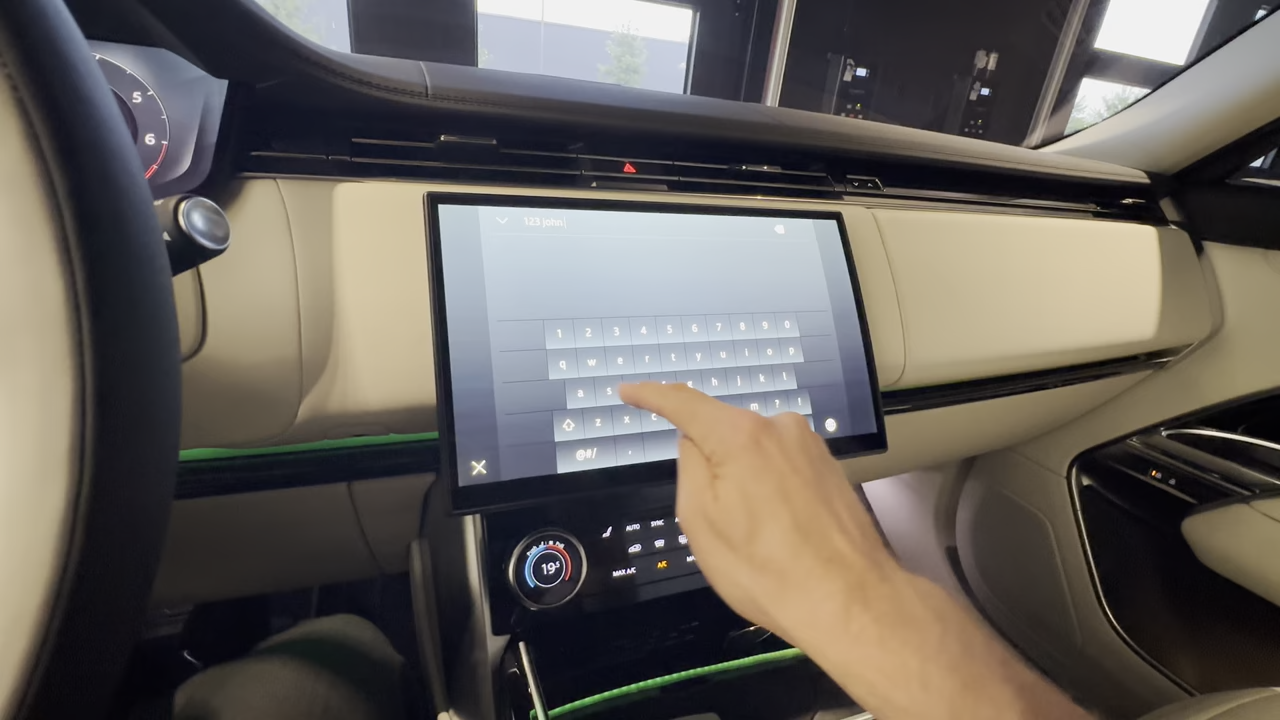 5
6
123 john
1 2 3 4 5 6 7 8 9 0
q w e r t y u i o p
a s f g h j k l
z x c m ? !
@#/ ,
AUTO SYNC
19.5
MAX A/C A/C